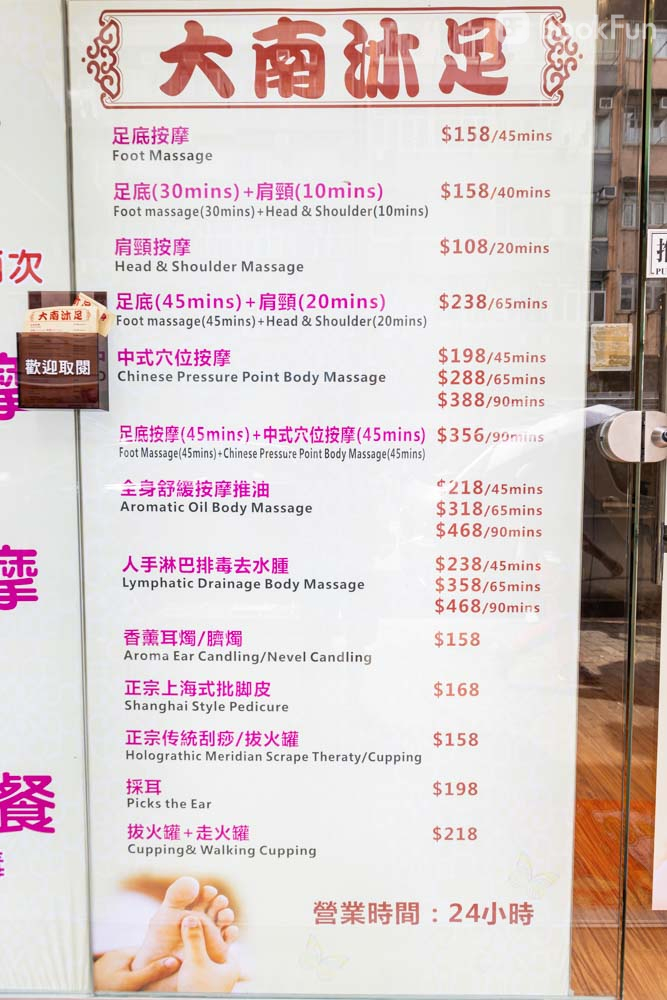 BookFun
大南沐足
足底按摩 $158/45mins
Foot Massage
足底(30mins)+肩頸(10mins) $158/40mins
Foot massage(30mins)+Head & Shoulder(10mins)
肩頸按摩 $108/20mins
Head & Shoulder Massage
足底(45mins)+肩頸(20mins) $238/65mins
Foot massage(45mins)+Head & Shoulder(20mins)
中式穴位按摩 $198/45mins
Chinese Pressure Point Body Massage $288/65mins
$388/90mins
足底按摩(45mins)+中式穴位按摩(45mins) $356/90mins
Foot Massage(45mins)+Chinese Pressure Point Body Massage(45mins)
全身舒緩按摩推油 $218/45mins
Aromatic Oil Body Massage $318/65mins
$468/90mins
人手淋巴排毒去水腫 $238/45mins
Lymphatic Drainage Body Massage $358/65mins
$468/90mins
香薰耳燭/臍燭 $158
Aroma Ear Candling/Nevel Candling
正宗上海式批脚皮 $168
Shanghai Style Pedicure
正宗传統刮痧/拔火罐 $158
Holograthic Meridian Scrape Theraty/Cupping
採耳 $198
Picks the Ear
拔火罐+走火罐 $218
Cupping& Walking Cupping
營業時間：24小時
次
大南沐足
歡迎取閱
摩
摩
餐
推